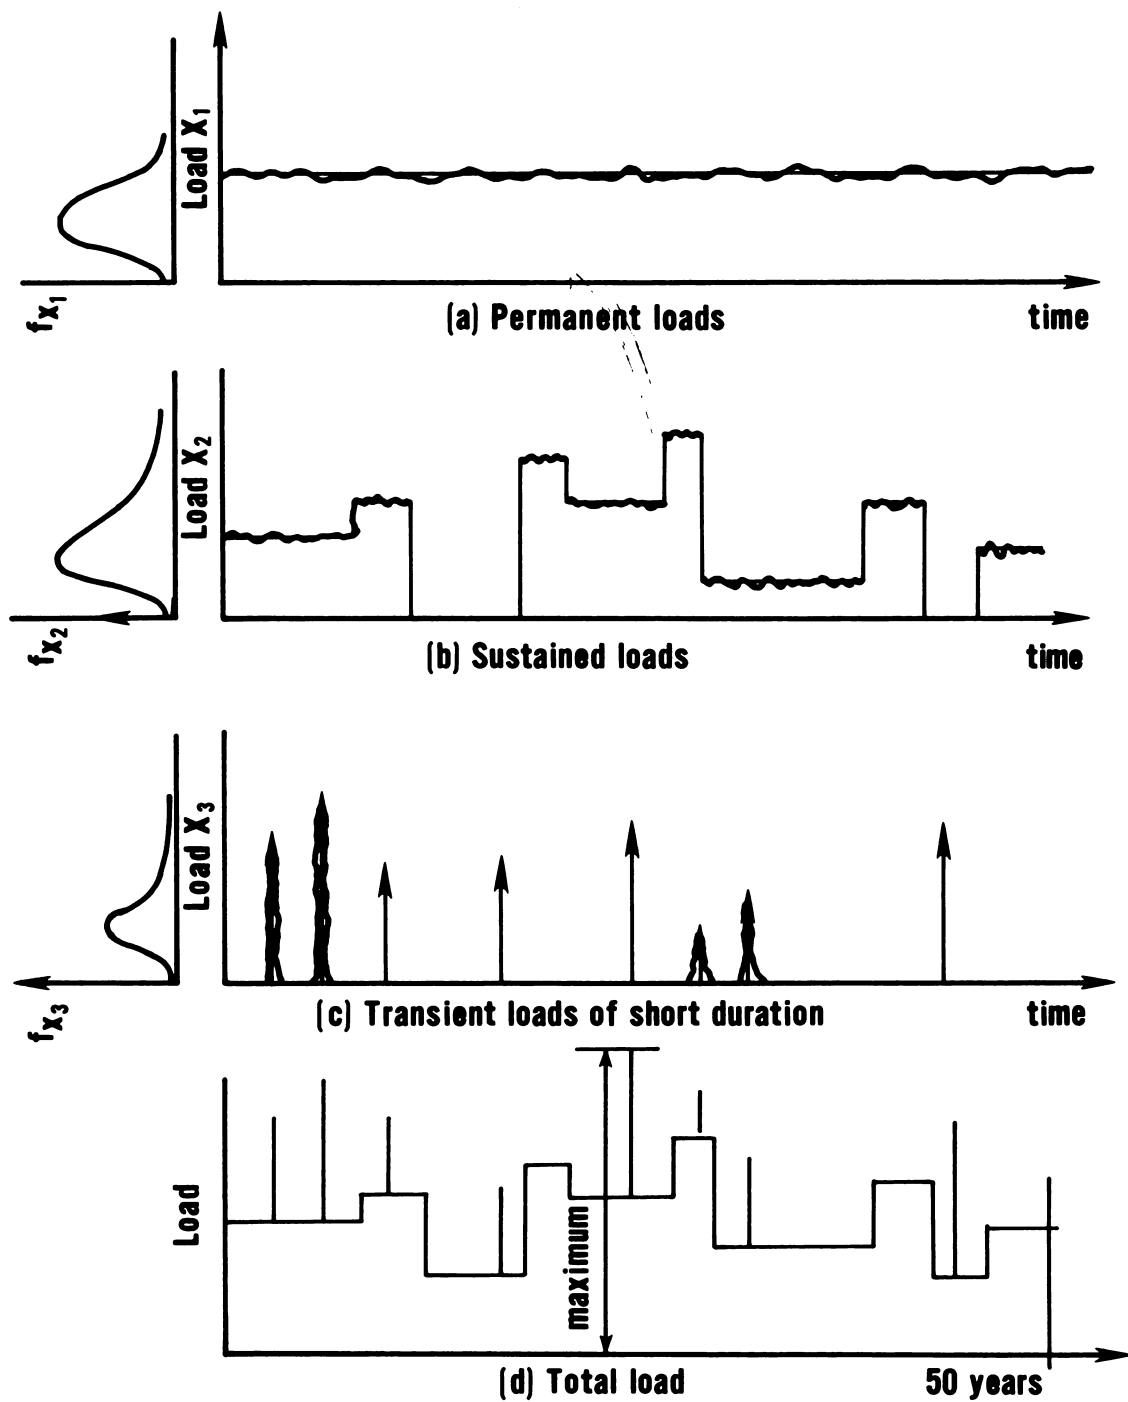 Load X1
fX1
(a) Permanent loads
time
Load X2
fX2
(b) Sustained loads
time
Load X3
fX3
(c) Transient loads of short duration
time
Load
maximum
(d) Total load
50 years